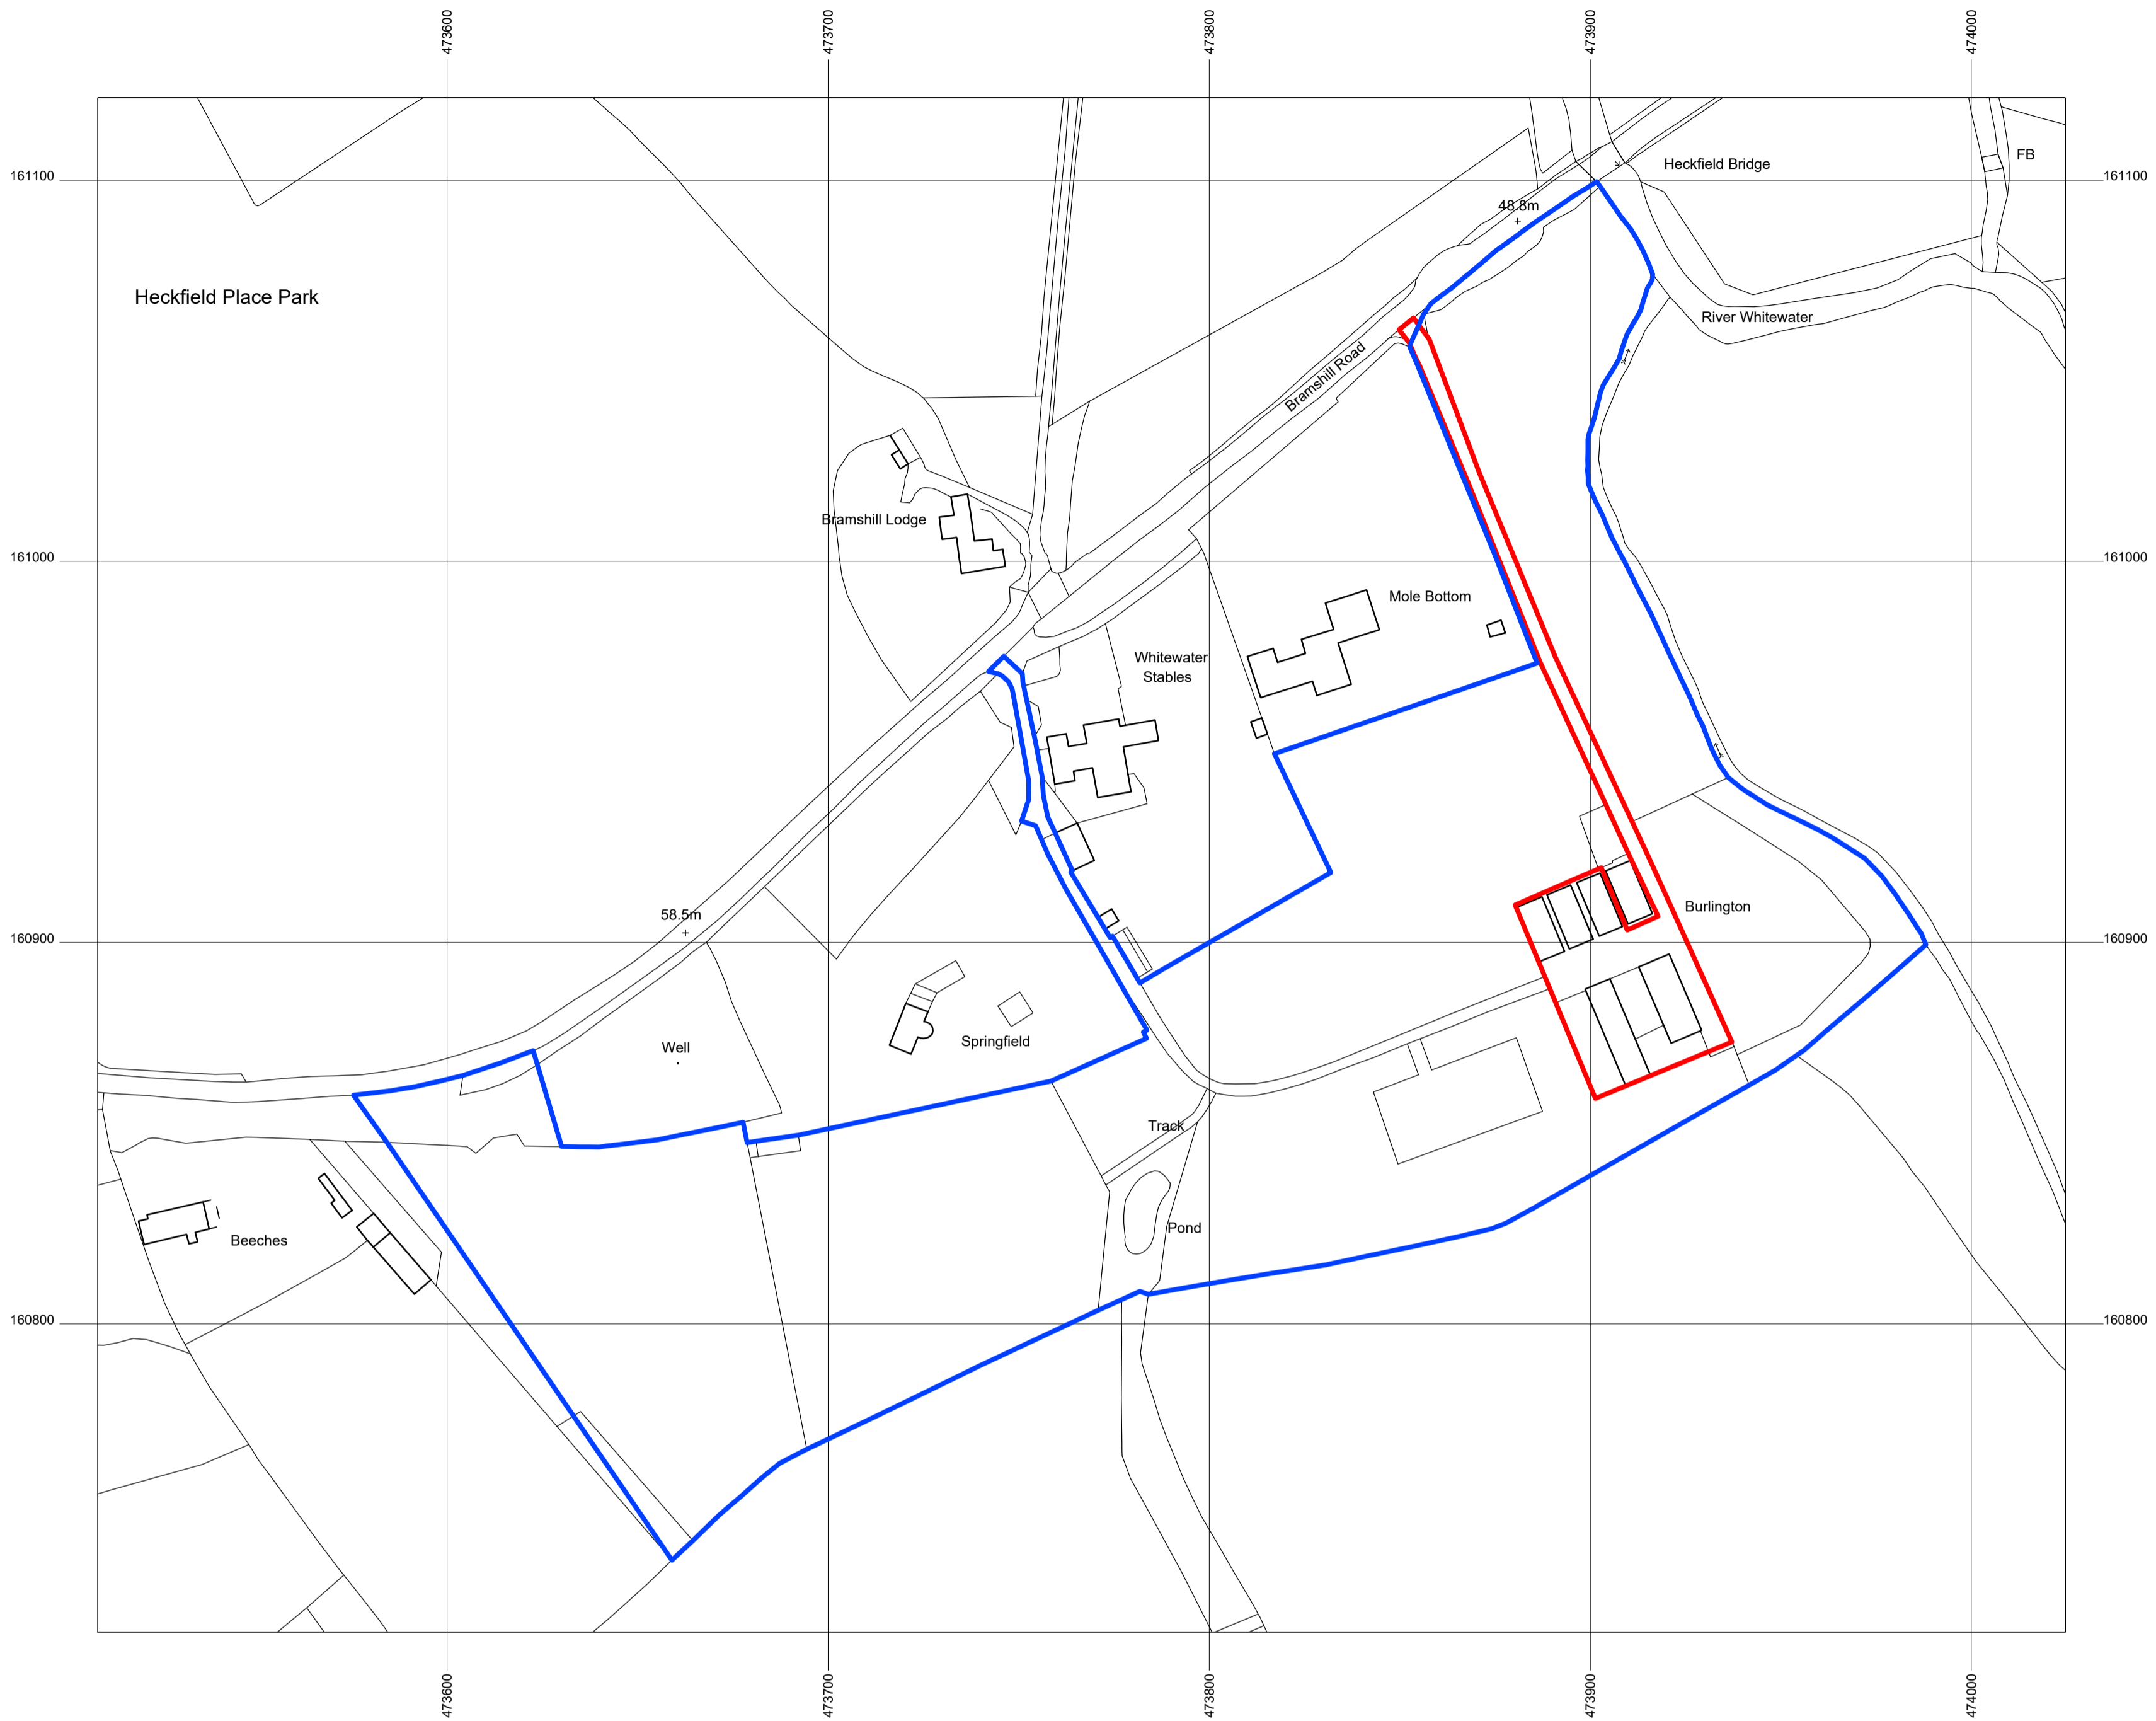 473600
473700
473800
473900
474000
161100
Heckfield Bridge
FB
161100
48.8m
Heckfield Place Park
River Whitewater
Bramshill Road
Bramshill Lodge
161000
161000
Mole Bottom
Whitewater
Stables
58.5m
Burlington
160900
160900
Well
Springfield
Track
Pond
Beeches
160800
160800
473600
473700
473800
473900
474000